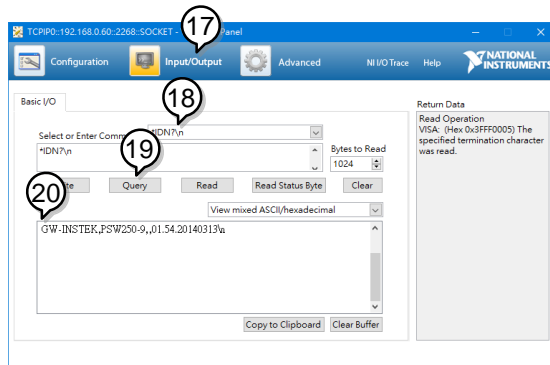 TCPIP0::192.168.0.60::2268::SOCKET - Panel
17
Configuration
Input/Output
Advanced
NI I/O Trace
Help
NATIONAL
INSTRUMENTS
Basic I/O
18
Select or Enter Comm
*IDN?\n
*IDN?\n
19
Bytes to Read
1024
20
Query
Read
Read Status Byte
Clear
View mixed ASCII/hexadecimal
GW-INSTEK,PSW250-9,,01.54.20140313\n
Copy to Clipboard
Clear Buffer
Return Data
Read Operation
VISA: (Hex 0x3FFF0005) The
specified termination character
was read.